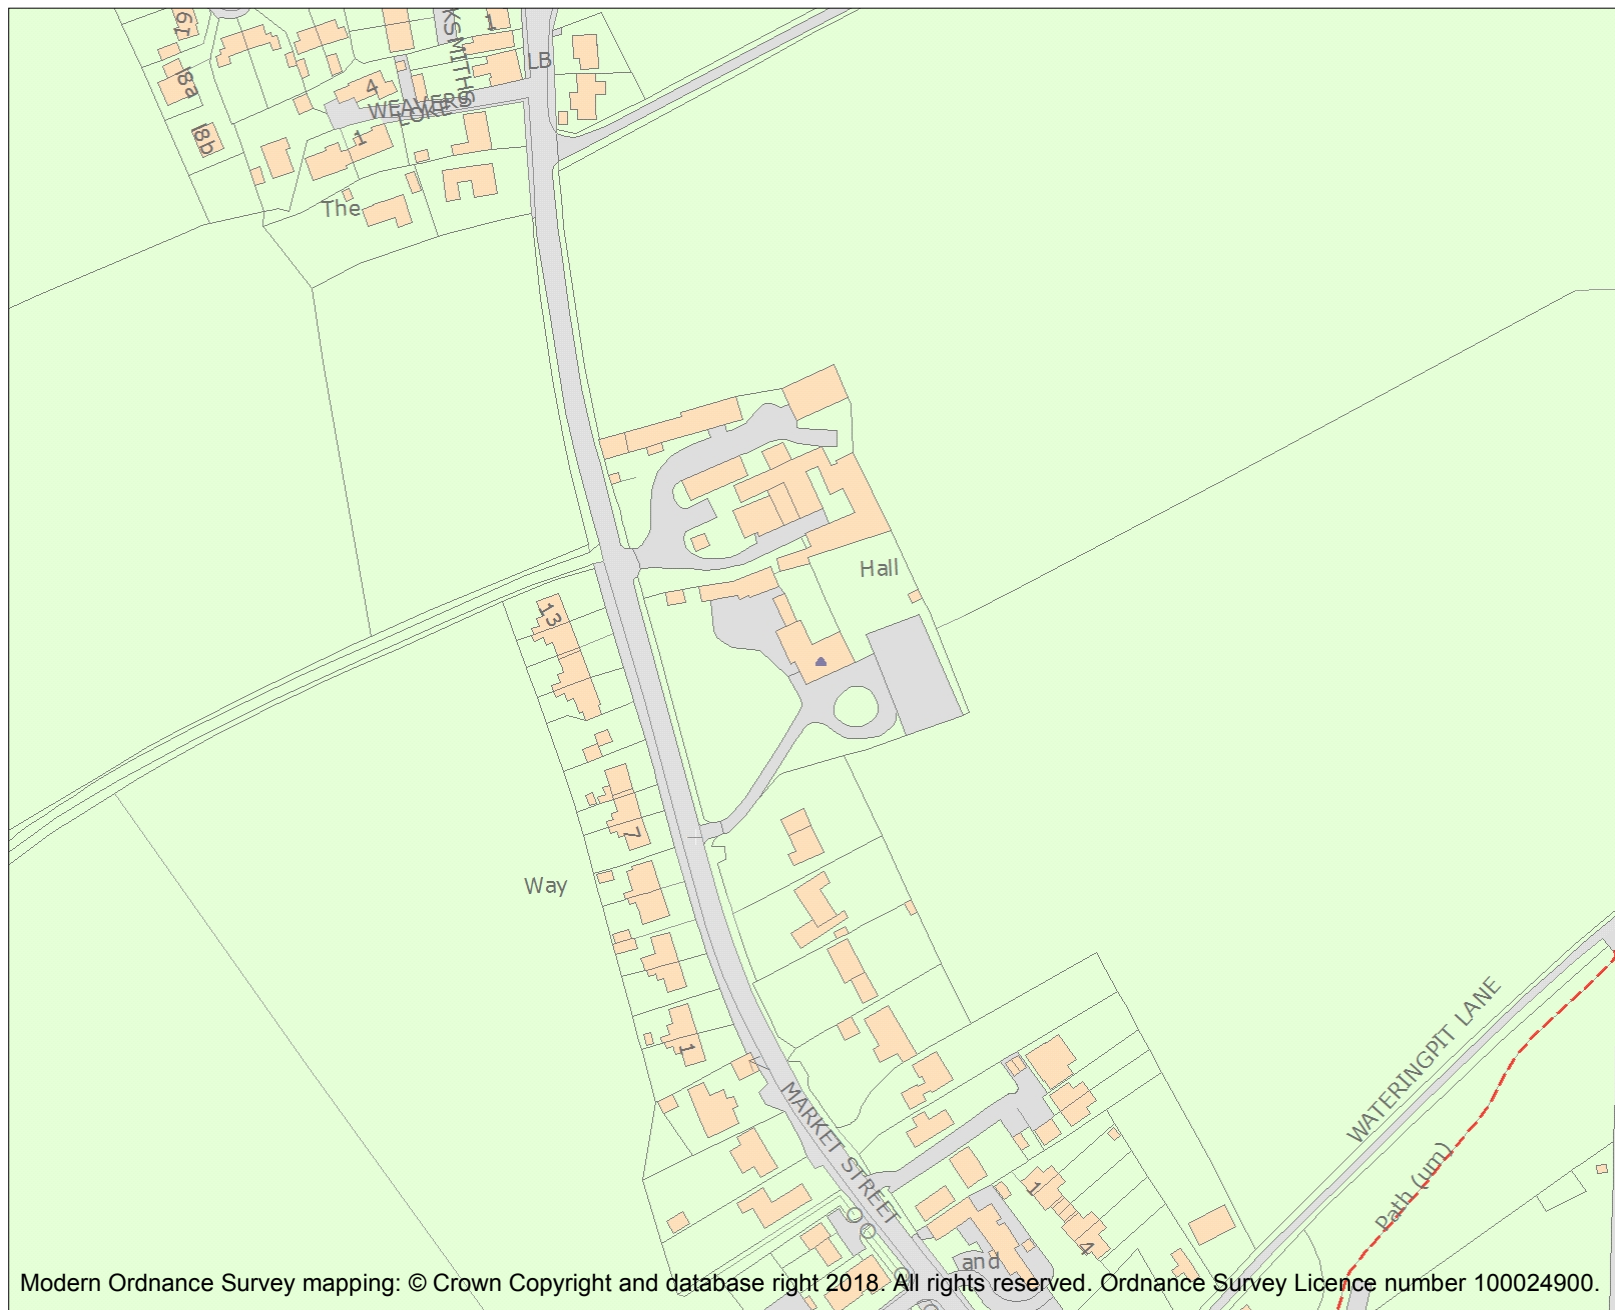 19
KSMITHS
1
LB
18a
4
WEAVERS
LOKE
18b
1
The
Hall
13
7
Way
1
MARKET STREET
WATERINGPIT LANE
Path (um)
1
4
and
Modern Ordnance Survey mapping: © Crown Copyright and database right 2018. All rights reserved. Ordnance Survey Licence number 100024900.